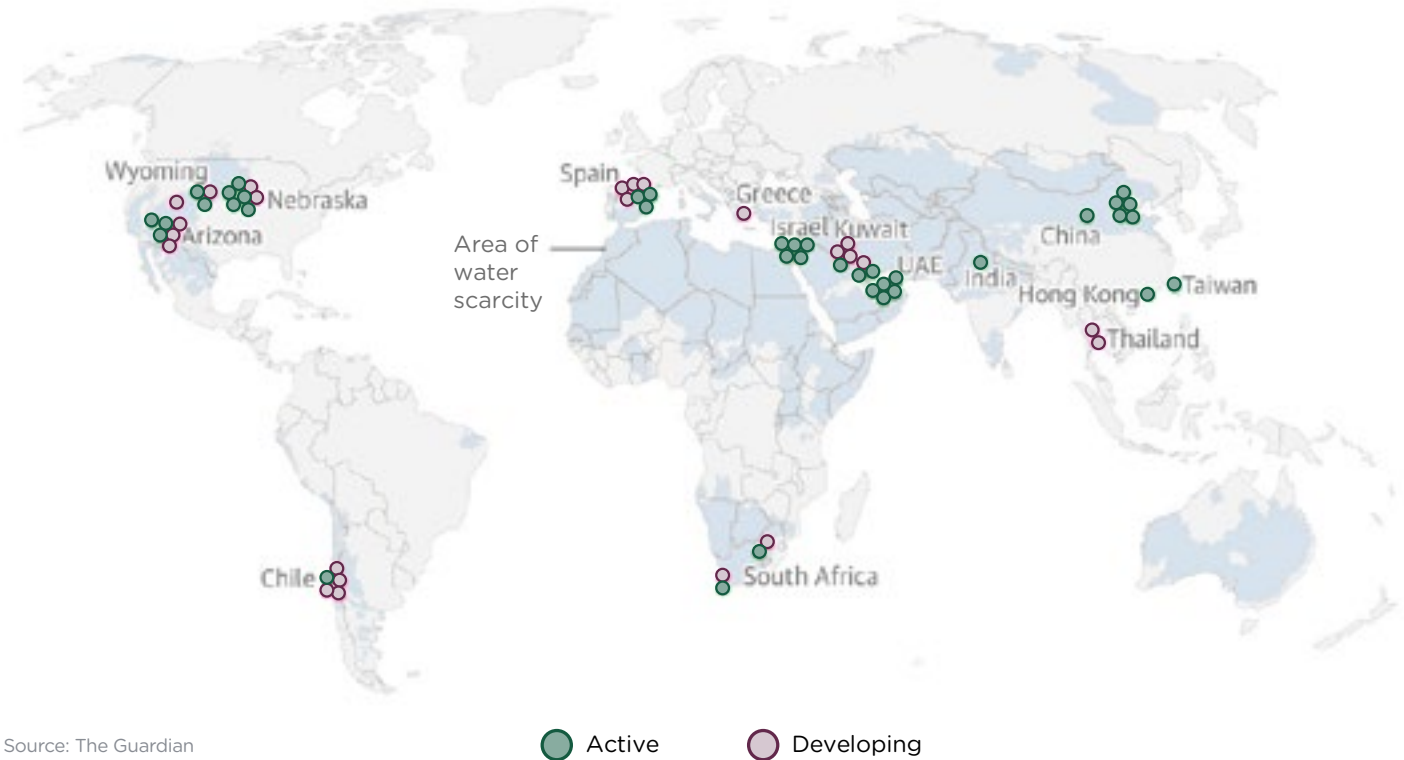 Wyoming
Nebraska
Arizona
Spain
Greece
Israel Kuwait
Area of
water
scarcity
UAE
India
China
Hong Kong
Taiwan
Thailand
Chile
South Africa
Source: The Guardian
Active
Developing